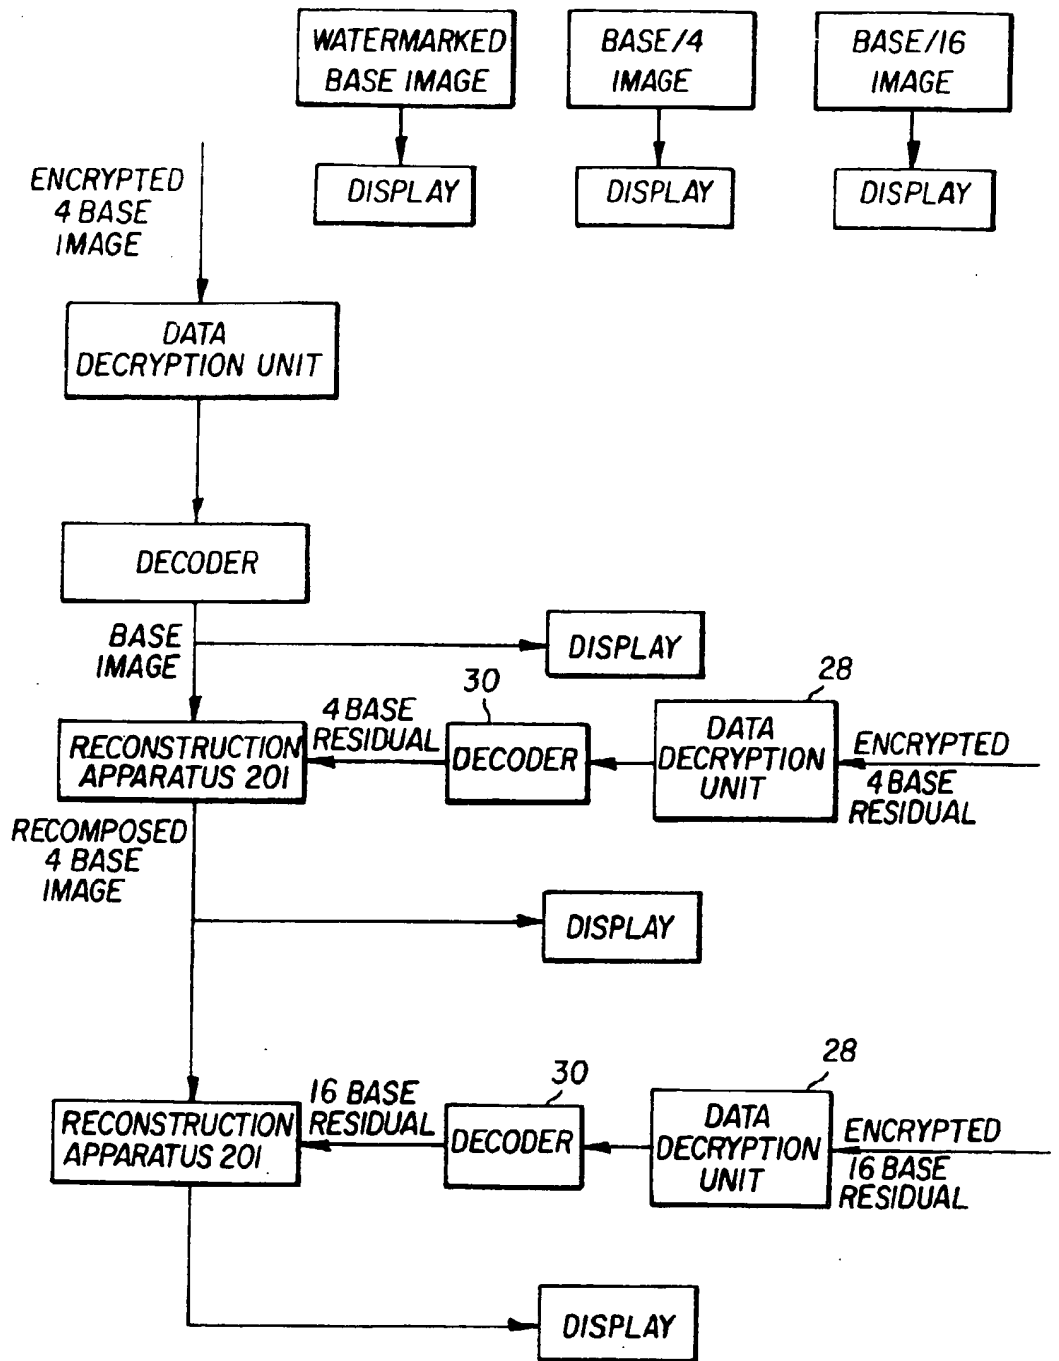 WATERMARKED
BASE IMAGE
BASE/4
IMAGE
BASE/16
IMAGE
DISPLAY
DISPLAY
DISPLAY
ENCRYPTED
4 BASE
IMAGE
DATA
DECRYPTION UNIT
DECODER
BASE
IMAGE
DISPLAY
RECONSTRUCTION
APPARATUS 201
4 BASE
RESIDUAL
30
DECODER
28
DATA
DECRYPTION
UNIT
ENCRYPTED
4 BASE
RESIDUAL
RECOMPOSED
4 BASE
IMAGE
DISPLAY
RECONSTRUCTION
APPARATUS 201
16 BASE
RESIDUAL
30
DECODER
28
DATA
DECRYPTION
UNIT
ENCRYPTED
16 BASE
RESIDUAL
DISPLAY